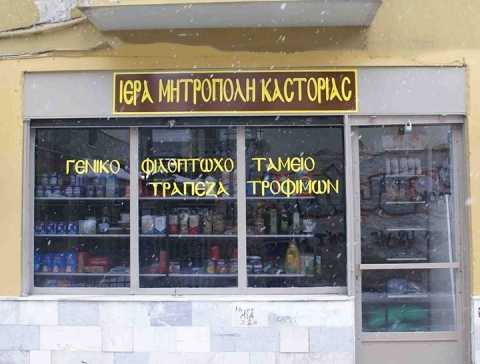 ΙΕΡΑ ΜΗΤΡΟΠΟΛΗ ΚΑΣΤΟΡΙΑΣ
ΓΕΝΙΚΟ ΦΙΛΟΠΤΩΧΟ ΤΑΜΕΙΟ
ΤΡΑΠΕΖΑ ΤΡΟΦΙΜΩΝ